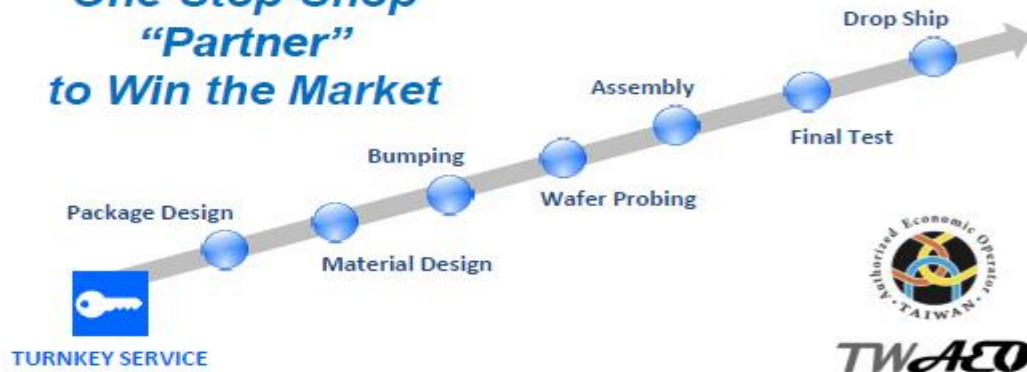 One-Stop-Shop
“Partner”
to Win the Market
Drop Ship
Assembly
Final Test
Bumping
Wafer Probing
Package Design
Material Design
TURNKEY SERVICE
Authorized Economic Operator
TAIWAN
TWAEO